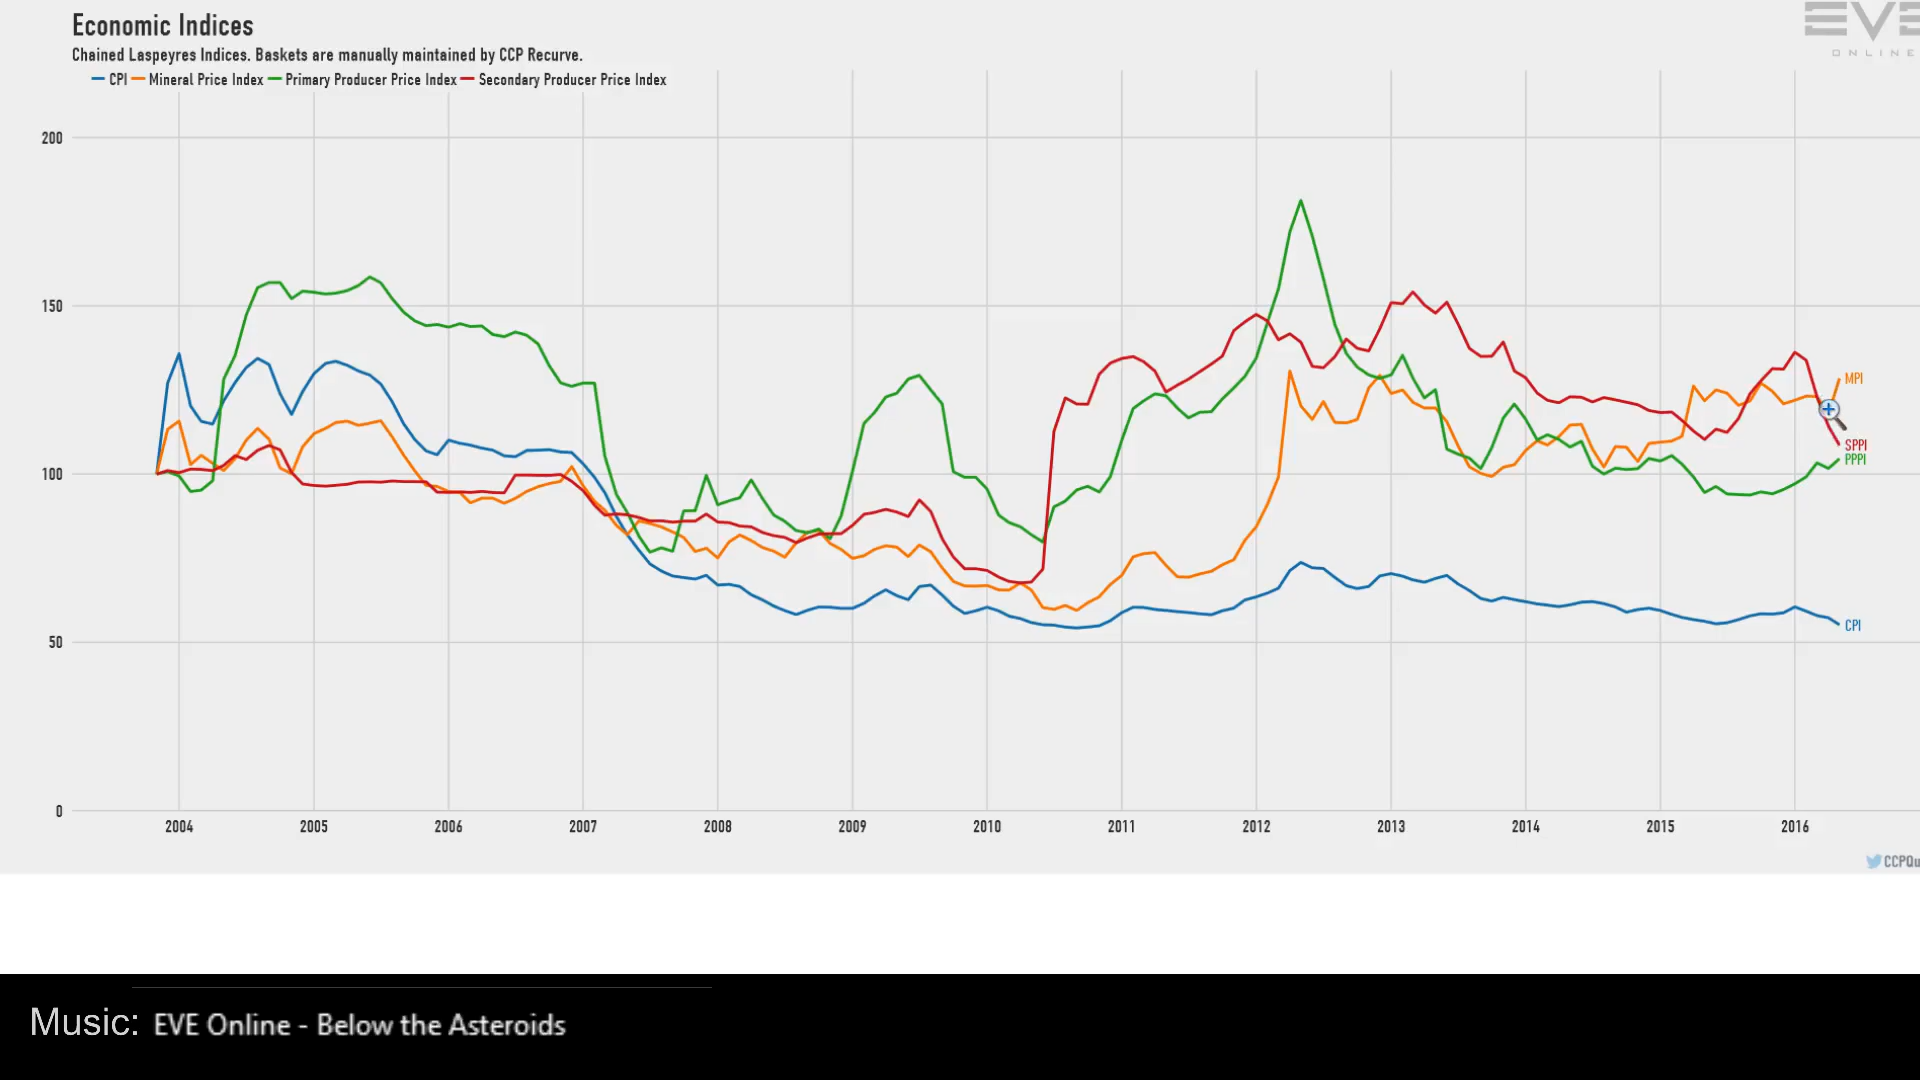 Economic Indices
EVE
ONLINE
Chained Laspeyres Indices. Baskets are manually maintained by CCP Recurve.
CPI Mineral Price Index Primary Producer Price Index Secondary Producer Price Index
200
150
100
50
0
MPI
SPPI
PPPI
CPI
2004 2005 2006 2007 2008 2009 2010 2011 2012 2013 2014 2015 2016
CCPQu
Music: EVE Online - Below the Asteroids